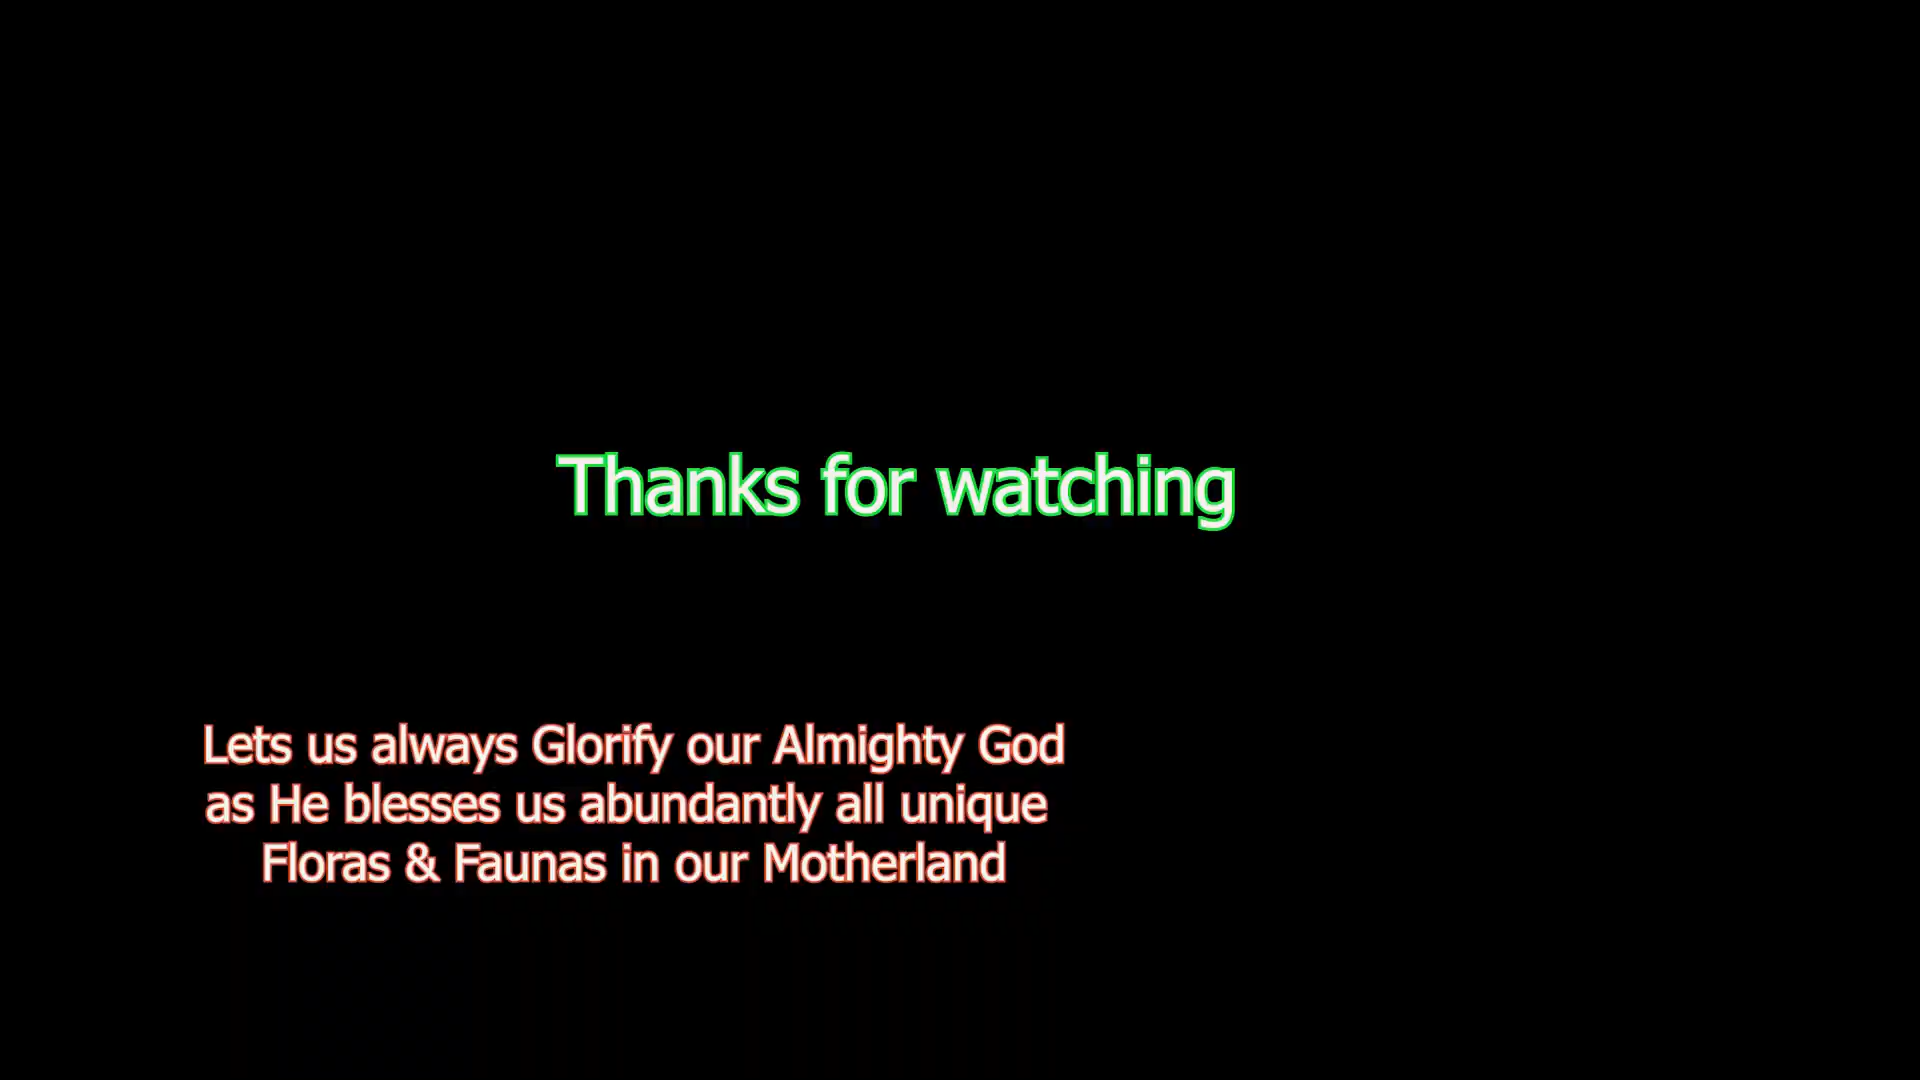 Thanks for watching
Lets us always Glorify our Almighty God
as He blesses us abundantly all unique
Floras & Faunas in our Motherland